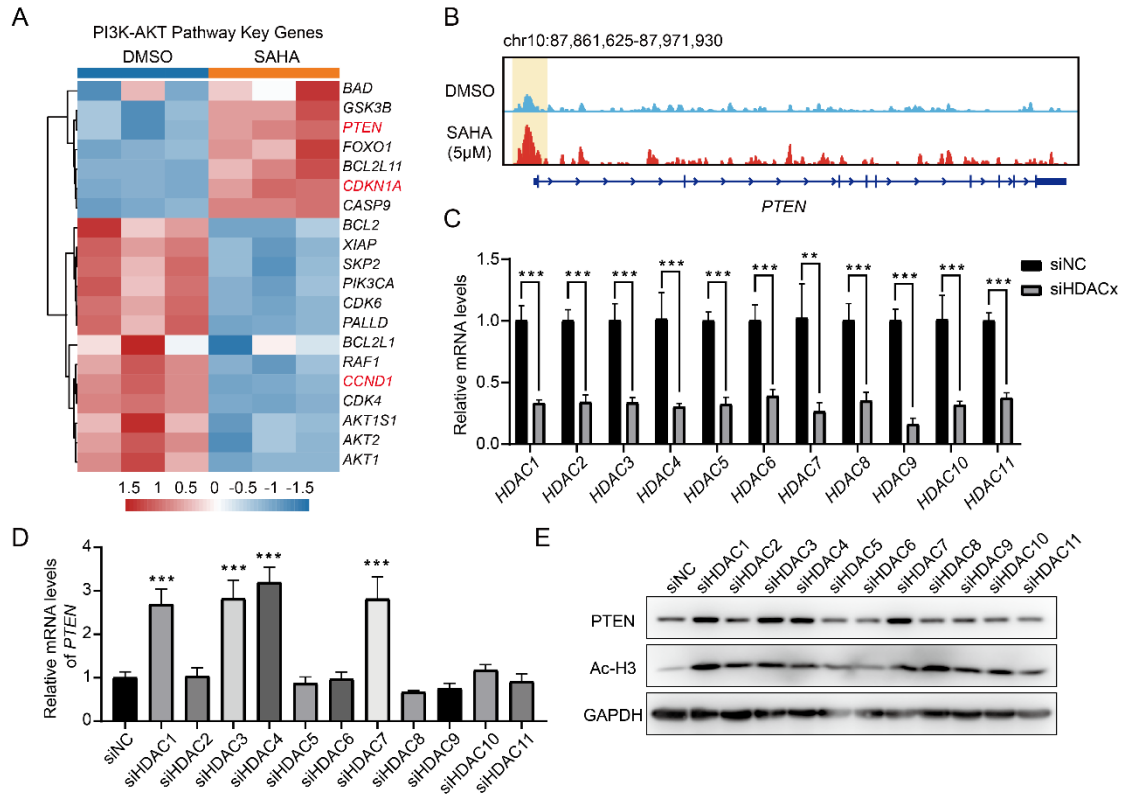 A
PI3K-AKT Pathway Key Genes
DMSO SAHA
BAD
GSK3B
PTEN
FOXO1
BCL2L11
CDKN1A
CASP9
BCL2
XIAP
SKP2
PIK3CA
CDK6
PALLD
BCL2L1
RAF1
CCND1
CDK4
AKT1S1
AKT2
AKT1
1.5 1 0.5 0 -0.5 -1 -1.5
B
chr10:87,861,625-87,971,930
DMSO
SAHA
(5μM)
PTEN
C
Relative mRNA levels
1.5
1.0
0.5
0.0
*** *** *** *** *** *** ** *** *** *** ***
siNC
siHDACx
HDAC1 HDAC2 HDAC3 HDAC4 HDAC5 HDAC6 HDAC7 HDAC8 HDAC9 HDAC10 HDAC11
D
Relative mRNA levels
of PTEN
4
3
2
1
0
*** *** *** ***
siNC siHDAC1 siHDAC2 siHDAC3 siHDAC4 siHDAC5 siHDAC6 siHDAC7 siHDAC8 siHDAC9 siHDAC10 siHDAC11
E
siNC siHDAC1 siHDAC2 siHDAC3 siHDAC4 siHDAC5 siHDAC6 siHDAC7 siHDAC8 siHDAC9 siHDAC10 siHDAC11
PTEN
Ac-H3
GAPDH